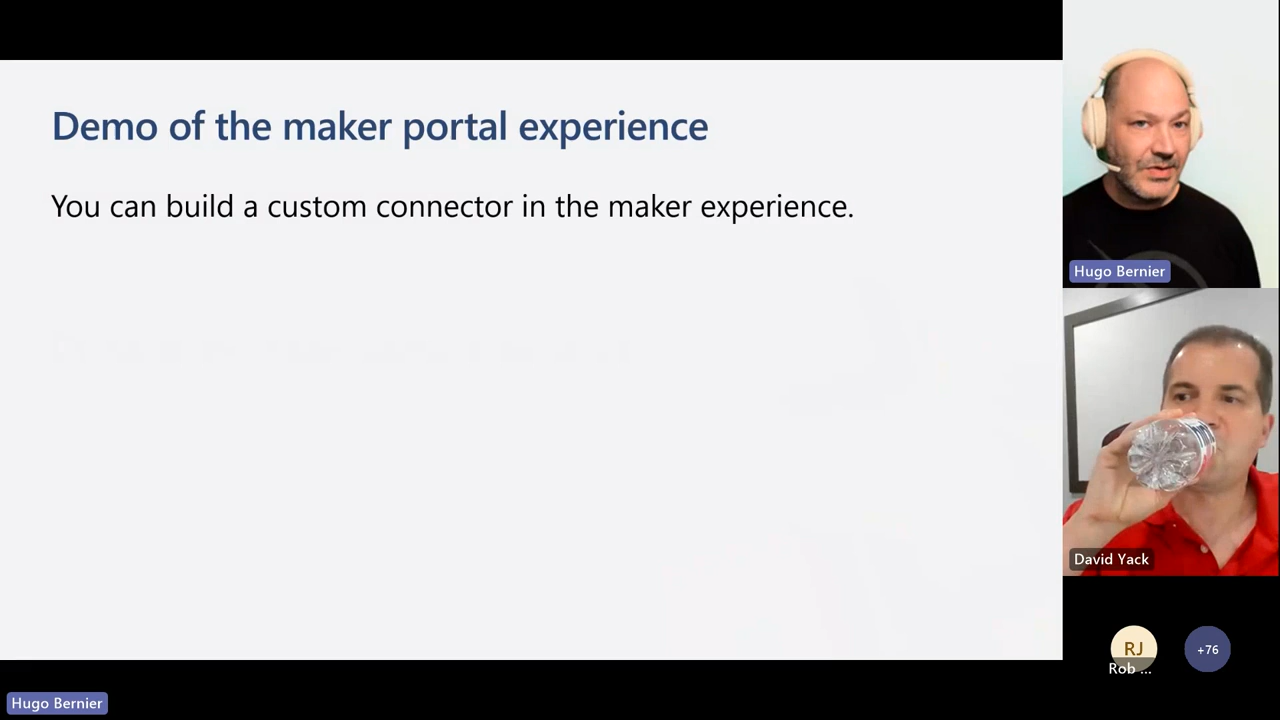 Demo of the maker portal experience
You can build a custom connector in the maker experience.
Hugo Bernier
David Yack
RJ
Rob ...
+76
Hugo Bernier